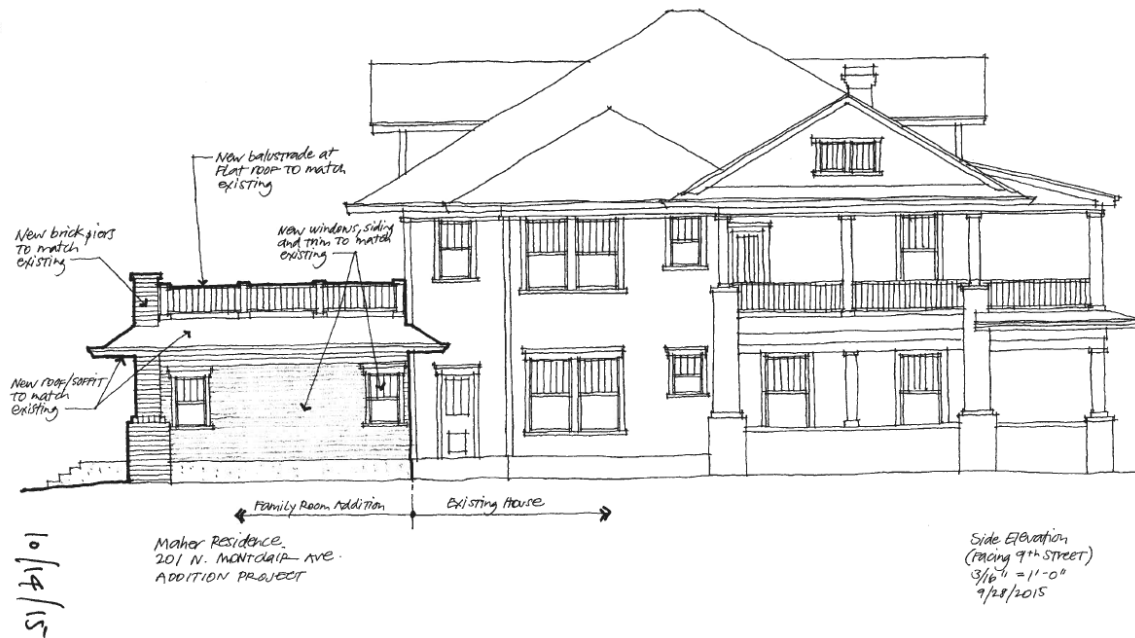 New balustrade at
Flat roof to match
existing
New brick piers
to match
existing
New windows, siding
and trim to match
existing
New roof/soffit
to match
existing
Family Room Addition
Existing House
Maher Residence
201 N. Montclair Ave.
ADDITION PROJECT
Side Elevation
(Facing 9th Street)
3/16" = 1'-0"
9/28/2015
10/14/15